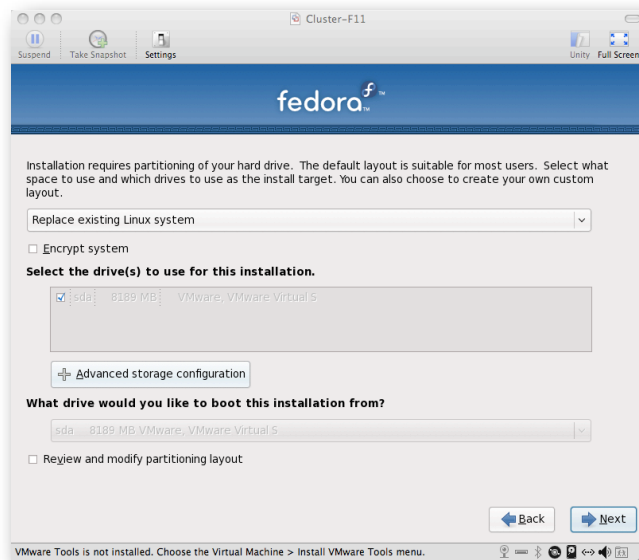 Cluster-F11
Suspend Take Snapshot Settings Unity Full Screen
fedora f ™
™
Installation requires partitioning of your hard drive. The default layout is suitable for most users. Select what
space to use and which drives to use as the install target. You can also choose to create your own custom
layout.
Replace existing Linux system
Encrypt system
Select the drive(s) to use for this installation.
sda 8189 MB VMware, VMware Virtual S
Advanced storage configuration
What drive would you like to boot this installation from?
sda 8189 MB VMware, VMware Virtual S
Review and modify partitioning layout
Back Next
VMware Tools is not installed. Choose the Virtual Machine > Install VMware Tools menu.